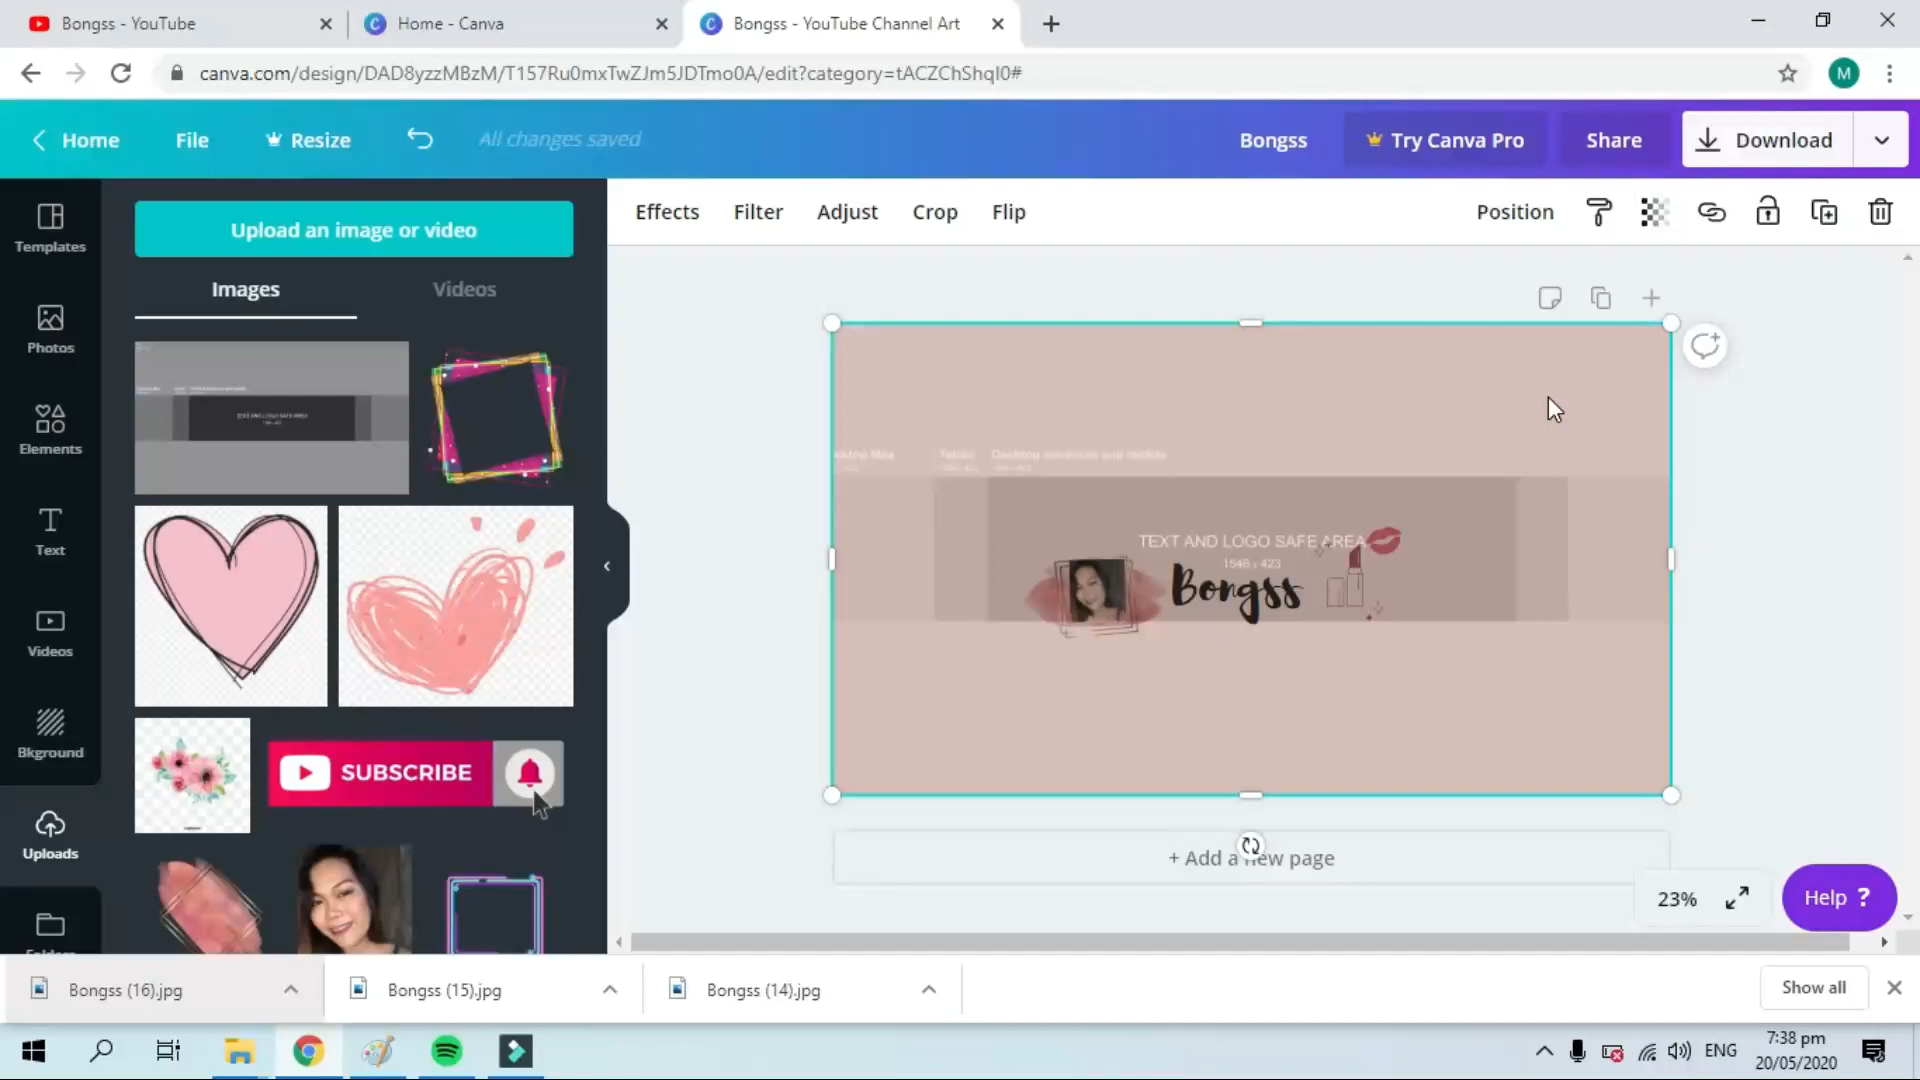 Bongss - YouTube
Home - Canva
Bongss - YouTube Channel Art
canva.com/design/DAD8yzzMBzM/T157Ru0mxTwZJm5JDTmo0A/edit?category=tACZChShqI0#
M
Home
File
Resize
All changes saved
Bongss
Try Canva Pro
Share
Download
Templates
Photos
Elements
Text
Videos
Bkground
Uploads
Upload an image or video
Images
Videos
SUBSCRIBE
Effects
Filter
Adjust
Crop
Flip
Position
Tablet
TEXT AND LOGO SAFE AREA
1546 x 423
Bongss
+ Add a new page
23%
Help ?
Bongss (16).jpg
Bongss (15).jpg
Bongss (14).jpg
Show all
ENG
7:38 pm
20/05/2020